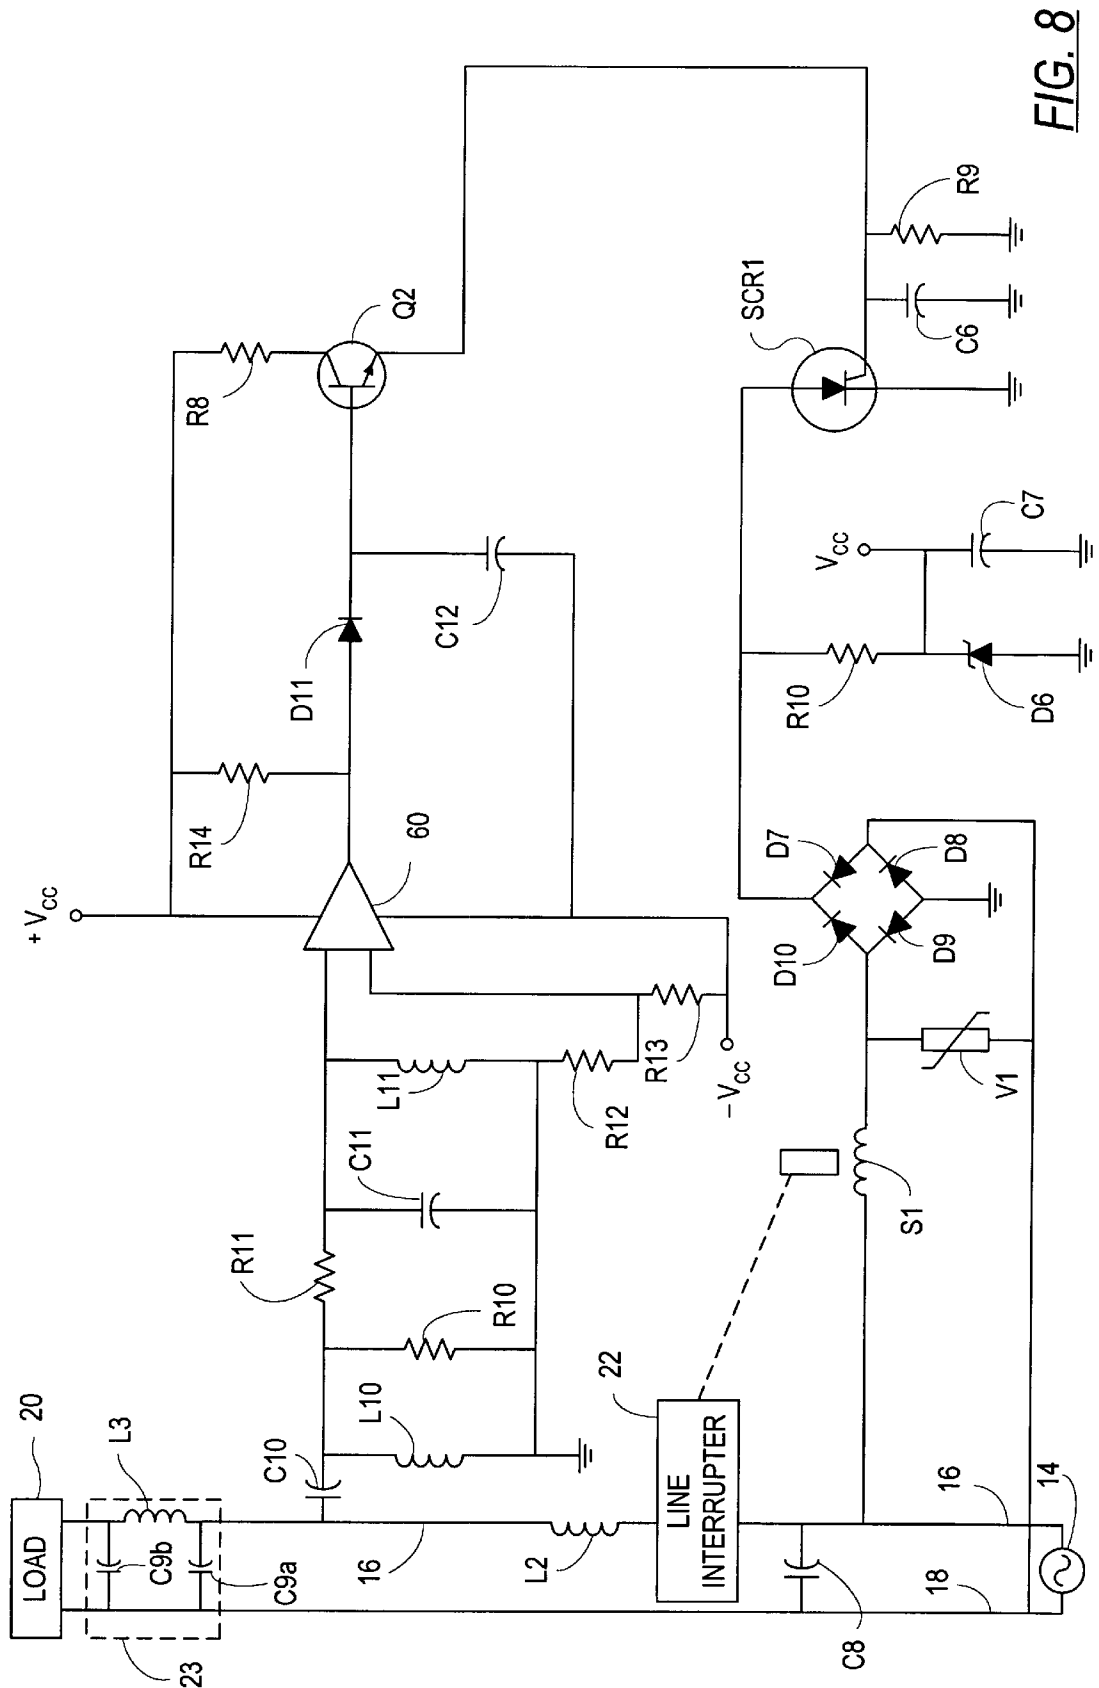 FIG. 8
20
LOAD
L3
C9b
C9a
23
16
C10
L10
R10
R11
C11
L11
R12
R13
-VCC
+VCC
60
R14
D11
C12
R8
Q2
L2
22
LINE
INTERRUPTER
C8
18
16
14
S1
V1
D10
D9
D7
D8
R10
D6
VCC
C7
SCR1
C6
R9